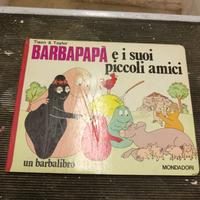 Tison & Taylor
BARBAPAPÀ e i suoi
piccoli amici
un barbalibro
MONDADORI